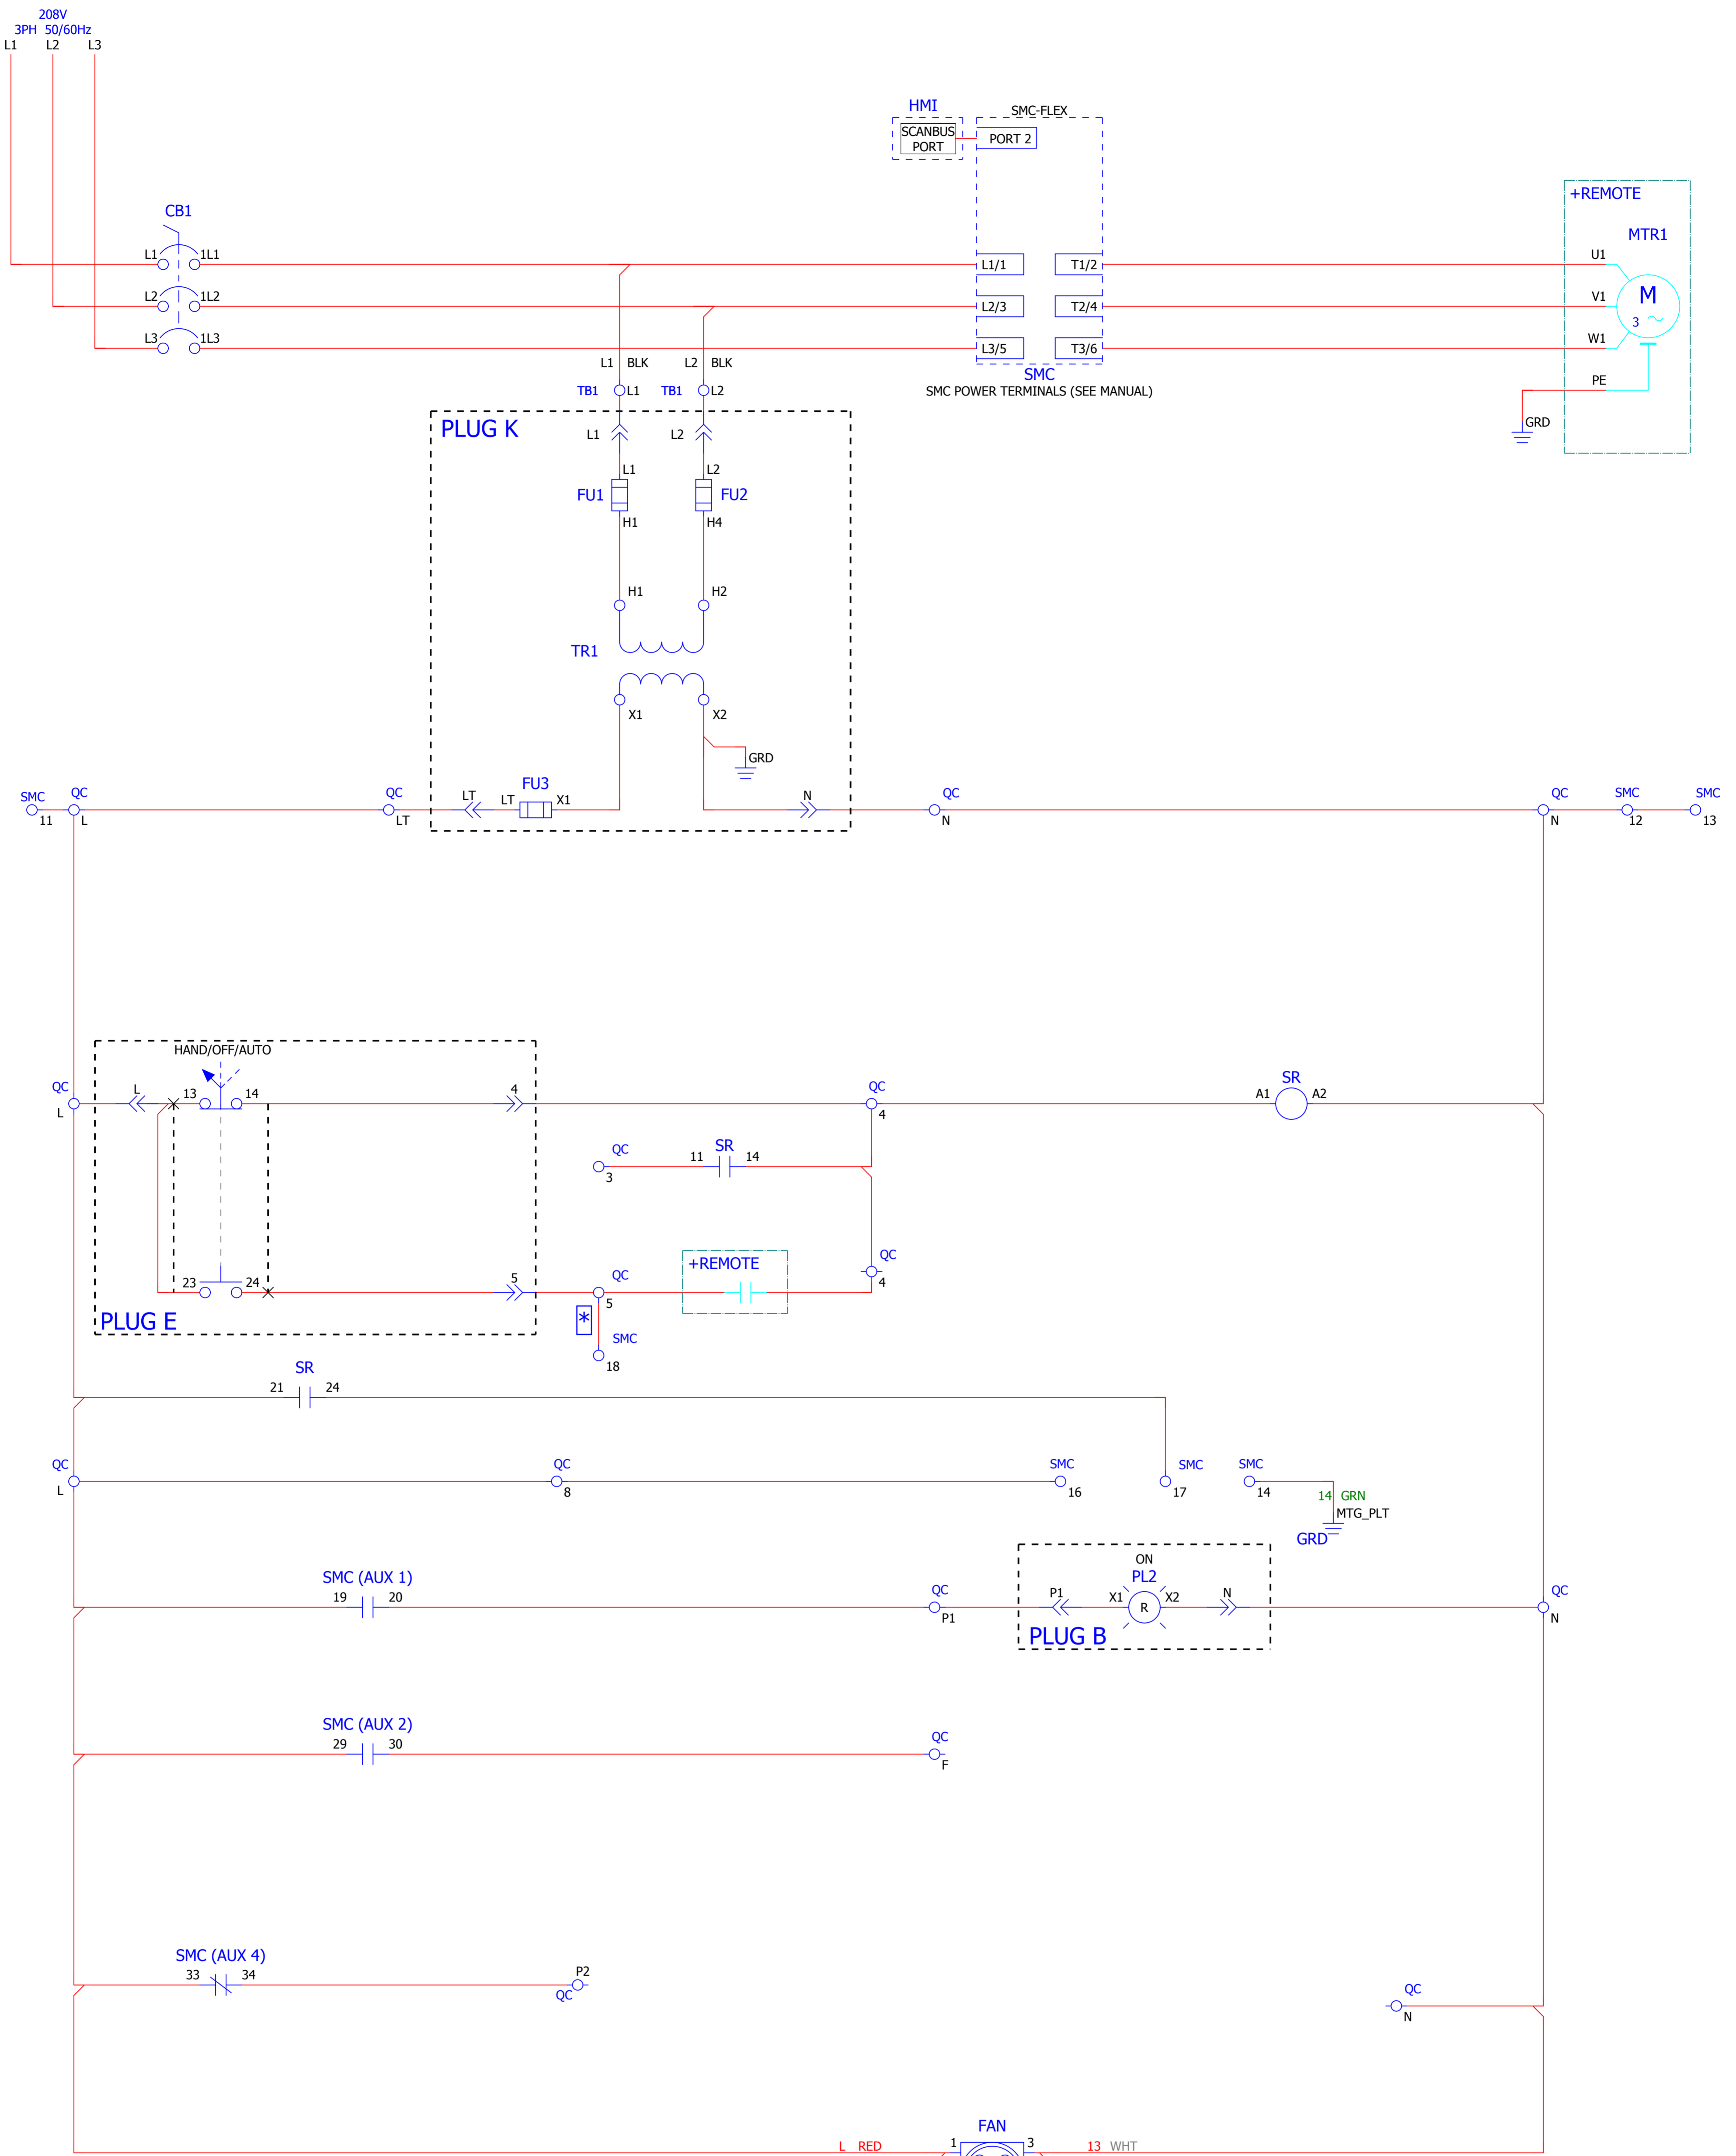 208V
3PH 50/60Hz
L1 L2 L3
HMI
SCANBUS
PORT
SMC-FLEX
PORT 2
+REMOTE
MTR1
CB1
L1 1L1
L1/1 T1/2
U1
L2 1L2
L2/3 T2/4
V1
M
3
L3 1L3
L3/5 T3/6
W1
L1 BLK L2 BLK
SMC
SMC POWER TERMINALS (SEE MANUAL)
PE
TB1 L1 TB1 L2
GRD
PLUG K
L1 L2
L1 L2
FU1 FU2
H1 H4
H1 H2
TR1
X1 X2
GRD
SMC QC QC
FU3
LT LT X1
N
QC QC SMC SMC
11 L LT N N 12 13
HAND/OFF/AUTO
QC
L
L 13 14 4
QC
4
SR
A1 A2
QC
3
SR
11 14
+REMOTE
QC
4
23 24 5
QC
5
PLUG E
*
SMC
18
SR
21 24
QC
L
QC
8
SMC
16
SMC
17
SMC
14
14 GRN
MTG_PLT
GRD
SMC (AUX 1)
19 20
QC
P1
ON
PL2
P1 X1 R X2 N
PLUG B
QC
N
SMC (AUX 2)
29 30
QC
F
SMC (AUX 4)
33 34
P2
QC
QC
N
FAN
L RED 1 3 13 WHT